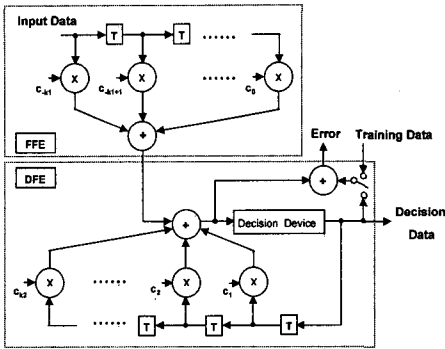 Input Data
T T ......
X X ...... X
C-k1 C-k1+1 C0
+
FFE
Error
Training Data
DFE
+
+ Decision Device
Decision
Data
X ...... X X
Ck2 C2 C1
...... T T T